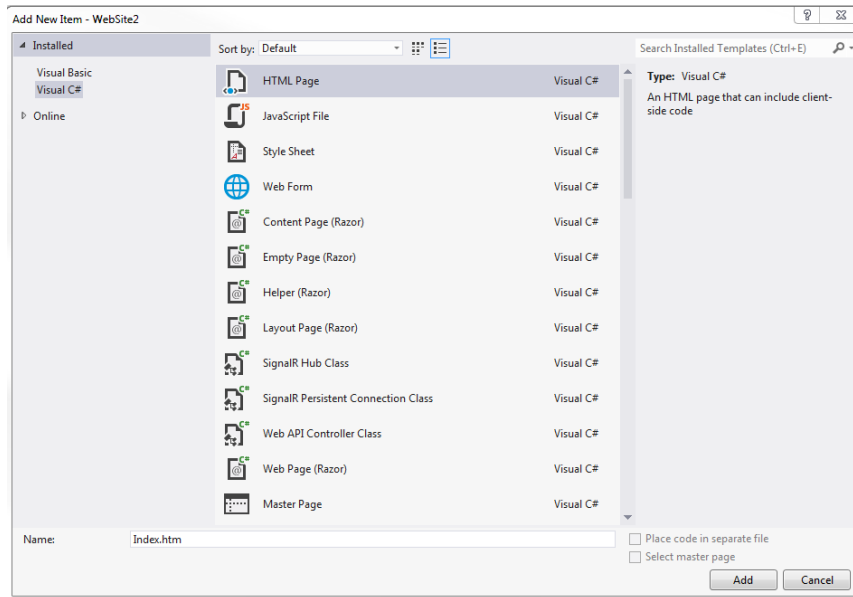 Add New Item - WebSite2
Installed
Sort by: Default
Search Installed Templates (Ctrl+E)
Visual Basic
Visual C#
Online
HTML Page Visual C#
JavaScript File Visual C#
Style Sheet Visual C#
Web Form Visual C#
Content Page (Razor) Visual C#
Empty Page (Razor) Visual C#
Helper (Razor) Visual C#
Layout Page (Razor) Visual C#
SignalR Hub Class Visual C#
SignalR Persistent Connection Class Visual C#
Web API Controller Class Visual C#
Web Page (Razor) Visual C#
Master Page Visual C#
Type: Visual C#
An HTML page that can include client-
side code
Name: Index.htm
Place code in separate file
Select master page
Add Cancel